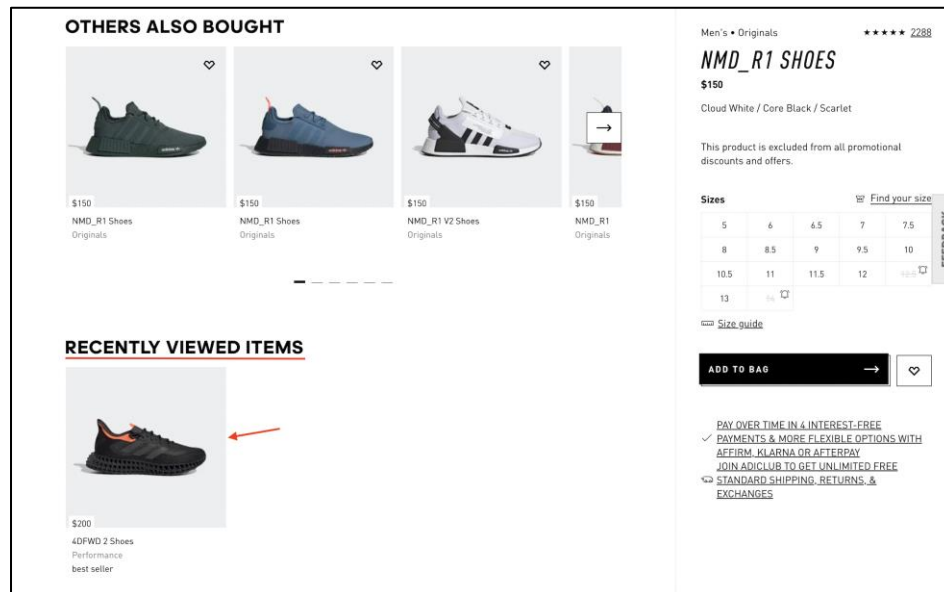 OTHERS ALSO BOUGHT
$150
NMD_R1 Shoes
Originals
$150
NMD_R1 Shoes
Originals
$150
NMD_R1 V2 Shoes
Originals
$150
NMD_R1
Originals
RECENTLY VIEWED ITEMS
$200
4DFWD 2 Shoes
Performance
best seller
Men's • Originals
2288
NMD_R1 SHOES
$150
Cloud White / Core Black / Scarlet
This product is excluded from all promotional
discounts and offers.
Sizes
Find your size
5 6 6.5 7 7.5
8 8.5 9 9.5 10
10.5 11 11.5 12 12.5
13 14
Size guide
ADD TO BAG
PAY OVER TIME IN 4 INTEREST-FREE
PAYMENTS & MORE FLEXIBLE OPTIONS WITH
AFFIRM, KLARNA OR AFTERPAY
JOIN ADICLUB TO GET UNLIMITED FREE
STANDARD SHIPPING, RETURNS, &
EXCHANGES
FEEDBACK